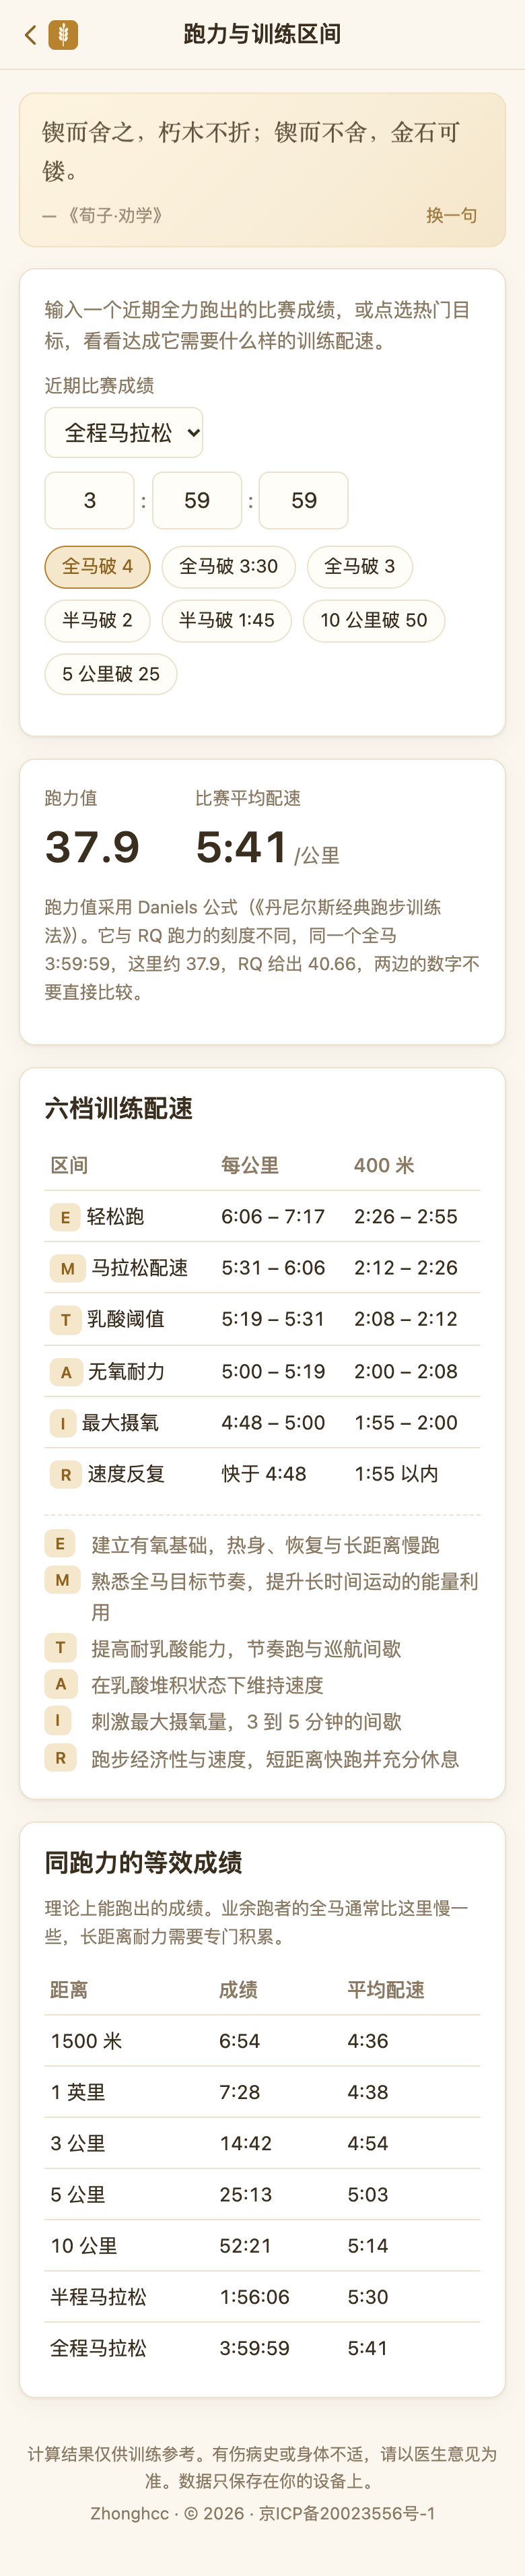 跑力与训练区间
锲而舍之，朽木不折；锲而不舍，金石可
镂。
— 《荀子·劝学》 换一句
输入一个近期全力跑出的比赛成绩，或点选热门目
标，看看达成它需要什么样的训练配速。
近期比赛成绩
全程马拉松
3 : 59 : 59
全马破 4 全马破 3:30 全马破 3
半马破 2 半马破 1:45 10 公里破 50
5 公里破 25
跑力值 比赛平均配速
37.9 5:41 /公里
跑力值采用 Daniels 公式（《丹尼尔斯经典跑步训练
法》）。它与 RQ 跑力的刻度不同，同一个全马
3:59:59，这里约 37.9，RQ 给出 40.66，两边的数字不
要直接比较。
六档训练配速
区间 每公里 400 米
E 轻松跑 6:06 – 7:17 2:26 – 2:55
M 马拉松配速 5:31 – 6:06 2:12 – 2:26
T 乳酸阈值 5:19 – 5:31 2:08 – 2:12
A 无氧耐力 5:00 – 5:19 2:00 – 2:08
I 最大摄氧 4:48 – 5:00 1:55 – 2:00
R 速度反复 快于 4:48 1:55 以内
E 建立有氧基础，热身、恢复与长距离慢跑
M 熟悉全马目标节奏，提升长时间运动的能量利
用
T 提高耐乳酸能力，节奏跑与巡航间歇
A 在乳酸堆积状态下维持速度
I 刺激最大摄氧量，3 到 5 分钟的间歇
R 跑步经济性与速度，短距离快跑并充分休息
同跑力的等效成绩
理论上能跑出的成绩。业余跑者的全马通常比这里慢一
些，长距离耐力需要专门积累。
距离 成绩 平均配速
1500 米 6:54 4:36
1 英里 7:28 4:38
3 公里 14:42 4:54
5 公里 25:13 5:03
10 公里 52:21 5:14
半程马拉松 1:56:06 5:30
全程马拉松 3:59:59 5:41
计算结果仅供训练参考。有伤病史或身体不适，请以医生意见为
准。数据只保存在你的设备上。
Zhonghcc · © 2026 · 京ICP备20023556号-1